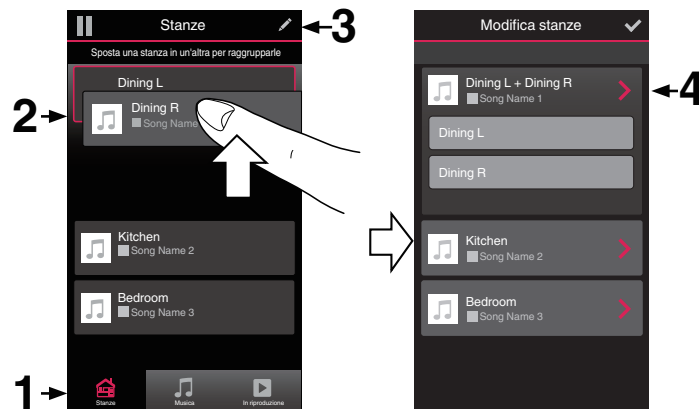 Stanze
3
Sposta una stanza in un'altra per raggrupparle
2
Dining L
Dining R
Song Name
Kitchen
Song Name 2
Bedroom
Song Name 3
1
Stanze
Musica
In riproduzione
Modifica stanze
Dining L + Dining R
Song Name 1
4
Dining L
Dining R
Kitchen
Song Name 2
Bedroom
Song Name 3